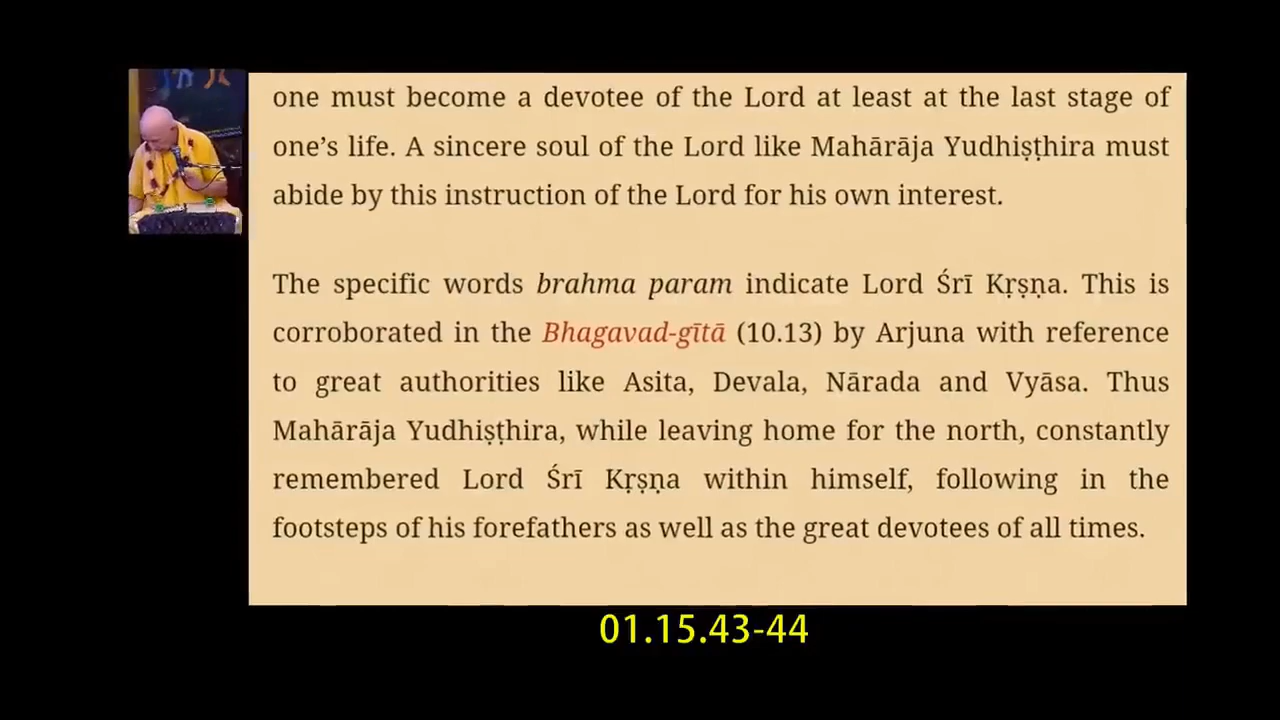 one must become a devotee of the Lord at least at the last stage of
one’s life. A sincere soul of the Lord like Mahārāja Yudhiṣṭhira must
abide by this instruction of the Lord for his own interest.
The specific words brahma param indicate Lord Śrī Kṛṣṇa. This is
corroborated in the Bhagavad-gītā (10.13) by Arjuna with reference
to great authorities like Asita, Devala, Nārada and Vyāsa. Thus
Mahārāja Yudhiṣṭhira, while leaving home for the north, constantly
remembered Lord Śrī Kṛṣṇa within himself, following in the
footsteps of his forefathers as well as the great devotees of all times.
01.15.43-44